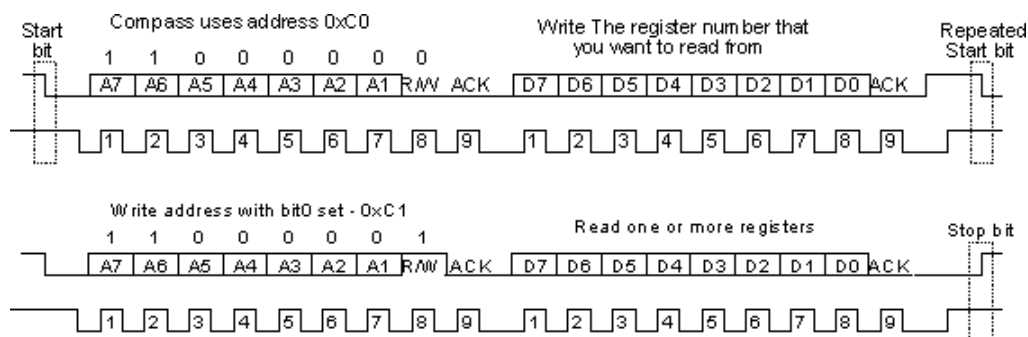 Start bit
Compass uses address 0xC0
Write The register number that
you want to read from
Repeated
Start bit
1 1 0 0 0 0 0 0
A7 A6 A5 A4 A3 A2 A1 R/W ACK D7 D6 D5 D4 D3 D2 D1 D0 ACK
1 2 3 4 5 6 7 8 9 1 2 3 4 5 6 7 8 9
Write address with bit0 set - 0xC1
Read one or more registers
Stop bit
1 1 0 0 0 0 0 1
A7 A6 A5 A4 A3 A2 A1 R/W ACK D7 D6 D5 D4 D3 D2 D1 D0 ACK
1 2 3 4 5 6 7 8 9 1 2 3 4 5 6 7 8 9